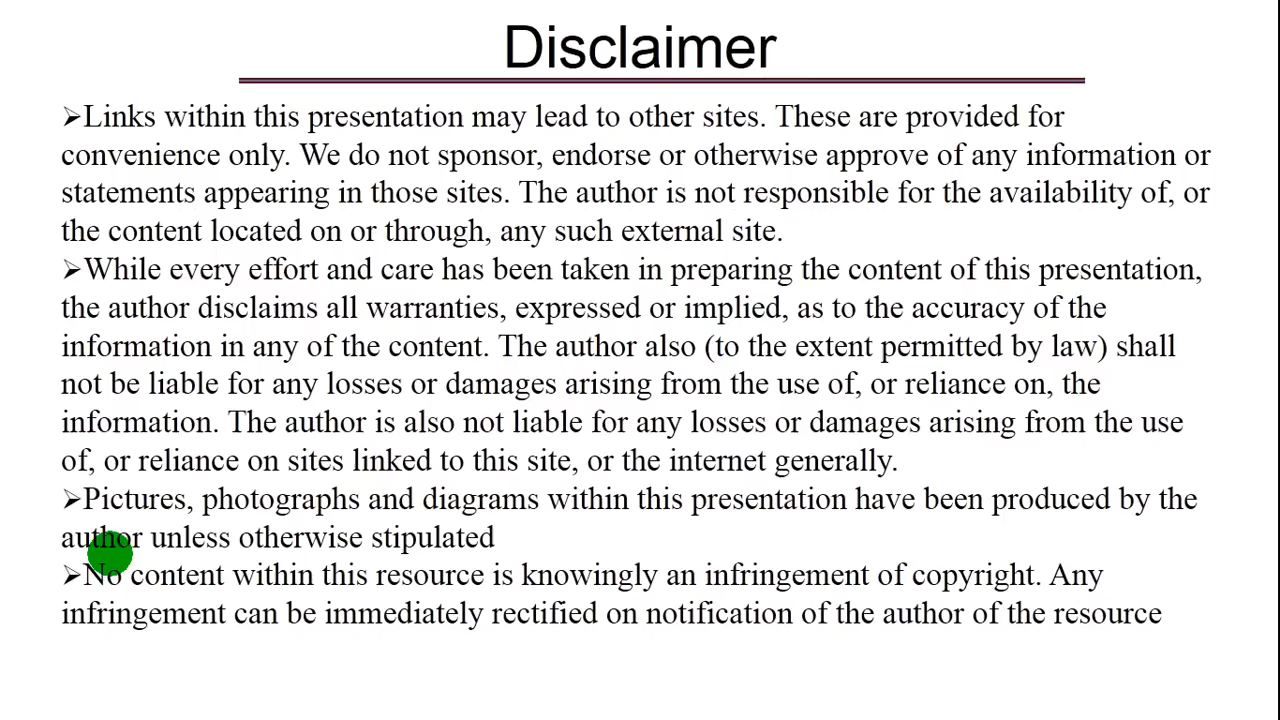 Disclaimer
➢Links within this presentation may lead to other sites. These are provided for
convenience only. We do not sponsor, endorse or otherwise approve of any information or
statements appearing in those sites. The author is not responsible for the availability of, or
the content located on or through, any such external site.
➢While every effort and care has been taken in preparing the content of this presentation,
the author disclaims all warranties, expressed or implied, as to the accuracy of the
information in any of the content. The author also (to the extent permitted by law) shall
not be liable for any losses or damages arising from the use of, or reliance on, the
information. The author is also not liable for any losses or damages arising from the use
of, or reliance on sites linked to this site, or the internet generally.
➢Pictures, photographs and diagrams within this presentation have been produced by the
author unless otherwise stipulated
➢No content within this resource is knowingly an infringement of copyright. Any
infringement can be immediately rectified on notification of the author of the resource